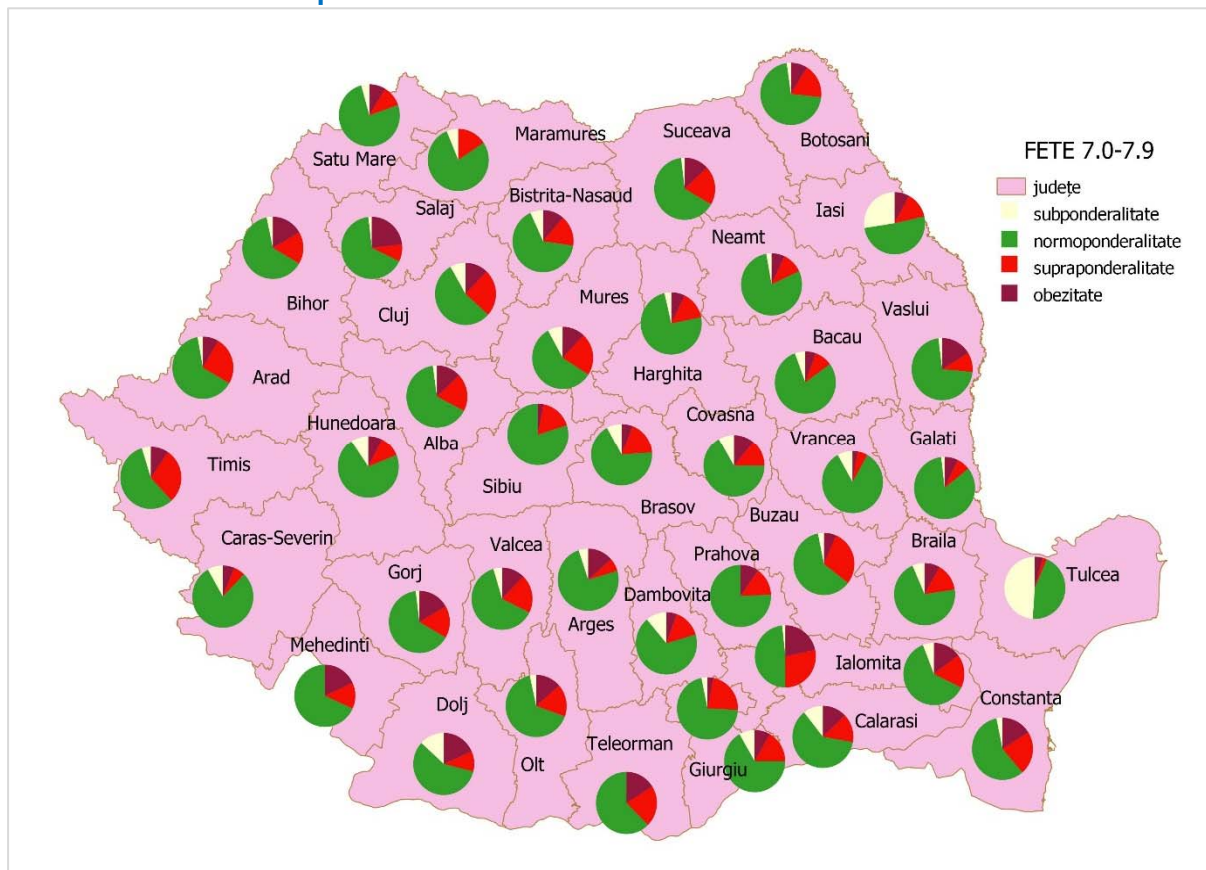 Botosani
Maramures
Suceava
Satu Mare
FETE 7.0-7.9
județe
subponderalitate
normoponderalitate
supraponderalitate
obezitate
Bistrita-Nasaud
Salaj
Iasi
Neamt
Bihor
Cluj
Mures
Vaslui
Bacau
Arad
Harghita
Hunedoara
Alba
Covasna
Vrancea
Galati
Timis
Sibiu
Brasov
Buzau
Caras-Severin
Valcea
Prahova
Braila
Gorj
Tulcea
Dambovita
Arges
Mehedinti
Ialomita
Dolj
Constanta
Calarasi
Teleorman
Olt
Giurgiu